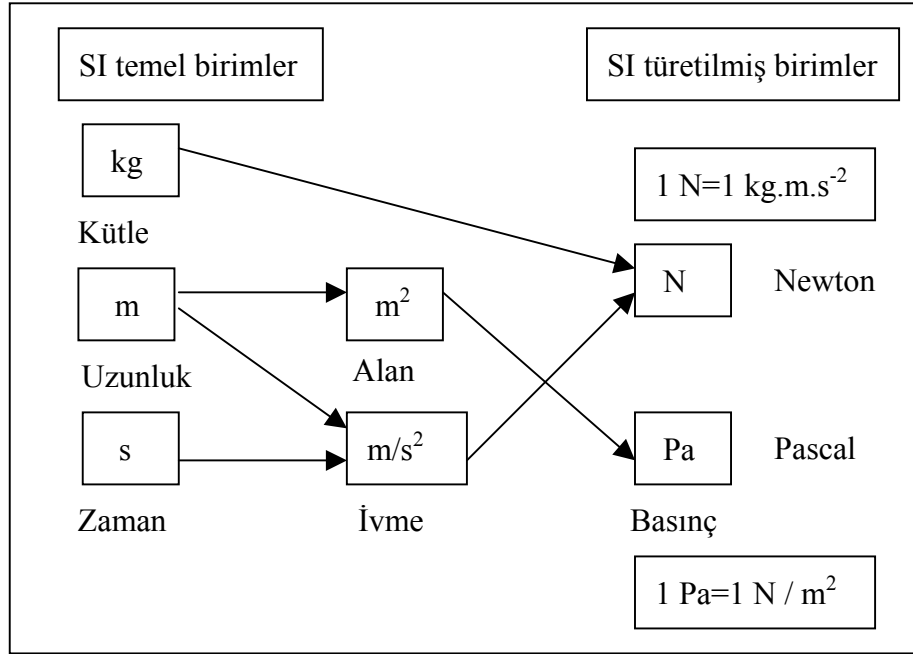 SI temel birimler
SI türetilmiş birimler
kg
1 N=1 kg.m.s⁻²
Kütle
N
Newton
m
m²
Uzunluk
Alan
s
m/s²
Pa
Pascal
Zaman
İvme
Basınç
1 Pa=1 N / m²